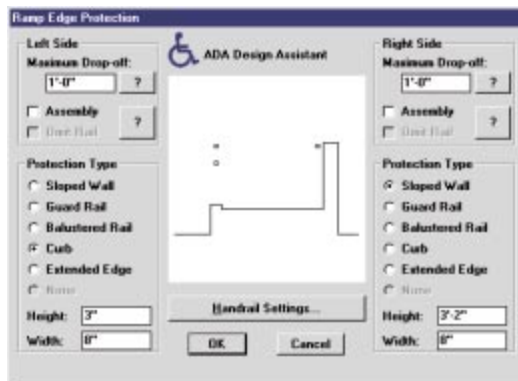 Ramp Edge Protection
Left Side
Maximum Drop-off:
1'-0"
?
Assembly
Omit Rail
?
Protection Type
Sloped Wall
Guard Rail
Balustered Rail
Curb
Extended Edge
None
Height: 3"
Width: 8"
ADA Design Assistant
Handrail Settings...
OK
Cancel
Right Side
Maximum Drop-off:
1'-0"
?
Assembly
Omit Rail
?
Protection Type
Sloped Wall
Guard Rail
Balustered Rail
Curb
Extended Edge
None
Height: 3'-2"
Width: 8"